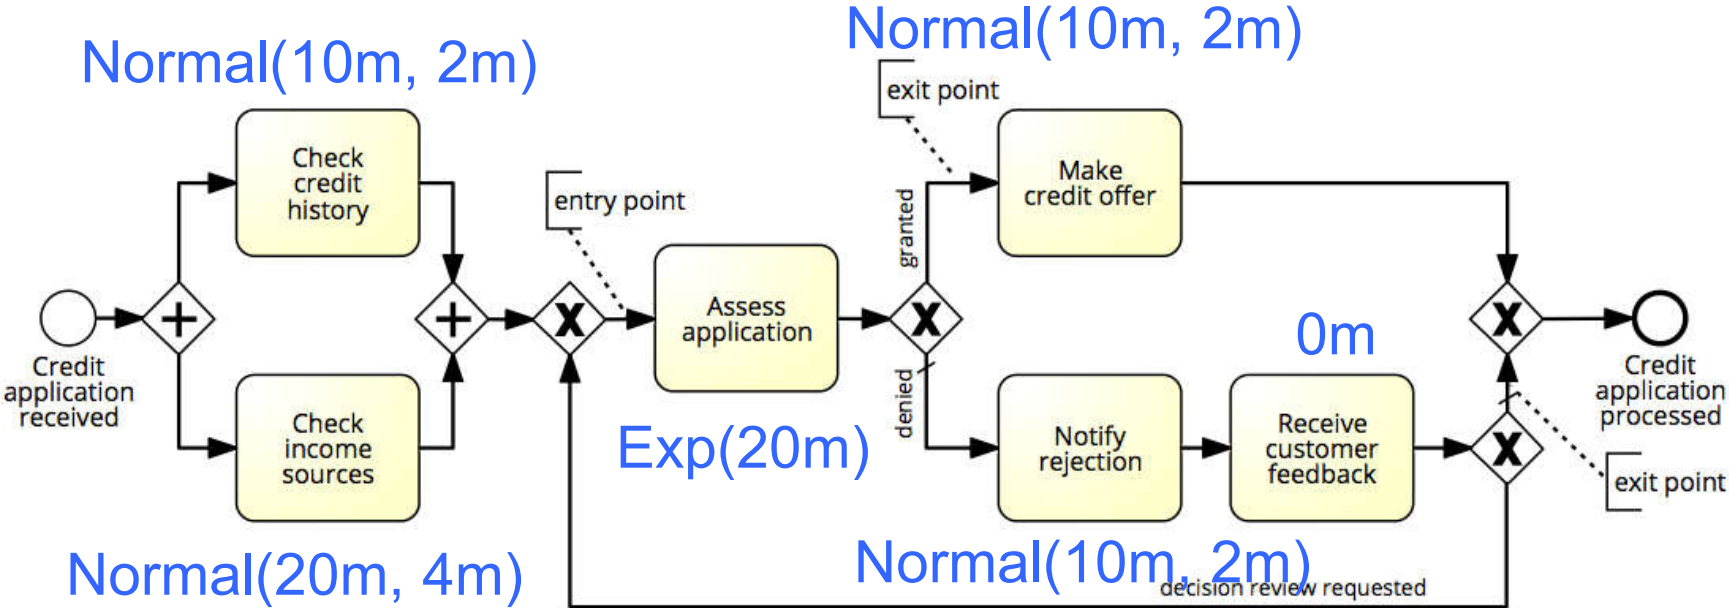 Normal(10m, 2m)
Normal(10m, 2m)
exit point
Check
credit
history
Make
credit offer
entry point
granted
Assess
application
0m
Credit
application
received
Credit
application
processed
denied
Check
income
sources
Exp(20m)
Notify
rejection
Receive
customer
feedback
exit point
Normal(20m, 4m)
Normal(10m, 2m)
decision review requested